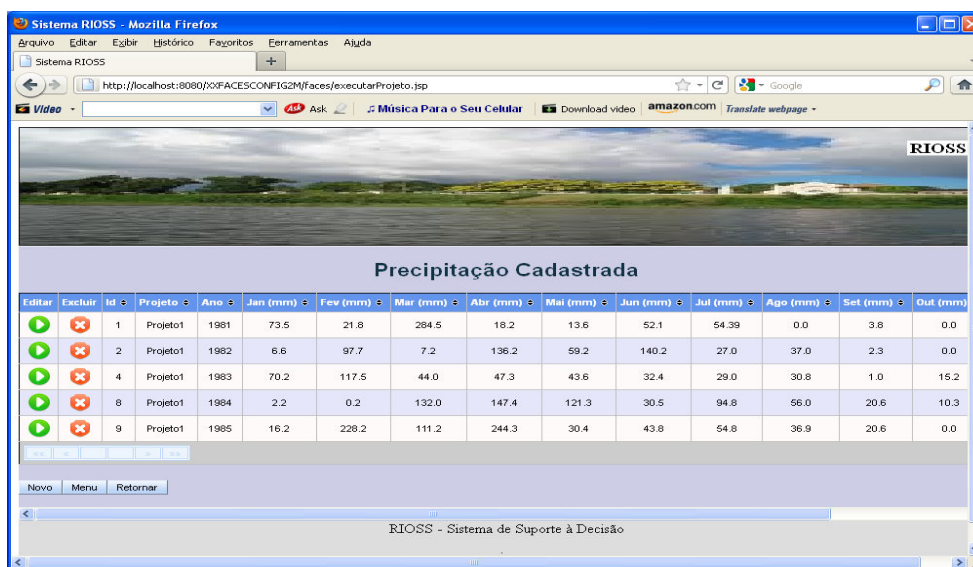 Sistema RIOSS - Mozilla Firefox
Arquivo Editar Exibir Histórico Favoritos Ferramentas Ajuda
Sistema RIOSS +
http://localhost:8080/XXFACESCONFIG2M/faces/executarProjeto.jsp Google
Video Ask Música Para o Seu Celular Download video amazon.com Translate webpage
RIOSS
Precipitação Cadastrada
Editar Excluir Id Projeto Ano Jan (mm) Fev (mm) Mar (mm) Abr (mm) Mai (mm) Jun (mm) Jul (mm) Ago (mm) Set (mm) Out (mm)
1 Projeto1 1981 73.5 21.8 284.5 18.2 13.6 52.1 54.39 0.0 3.8 0.0
2 Projeto1 1982 6.6 97.7 7.2 136.2 59.2 140.2 27.0 37.0 2.3 0.0
4 Projeto1 1983 70.2 117.5 44.0 47.3 43.6 32.4 29.0 30.8 1.0 15.2
8 Projeto1 1984 2.2 0.2 132.0 147.4 121.3 30.5 94.8 56.0 20.6 10.3
9 Projeto1 1985 16.2 228.2 111.2 244.3 30.4 43.8 54.8 36.9 20.6 0.0
«« « » »»
Novo Menu Retornar
RIOSS - Sistema de Suporte à Decisão
.